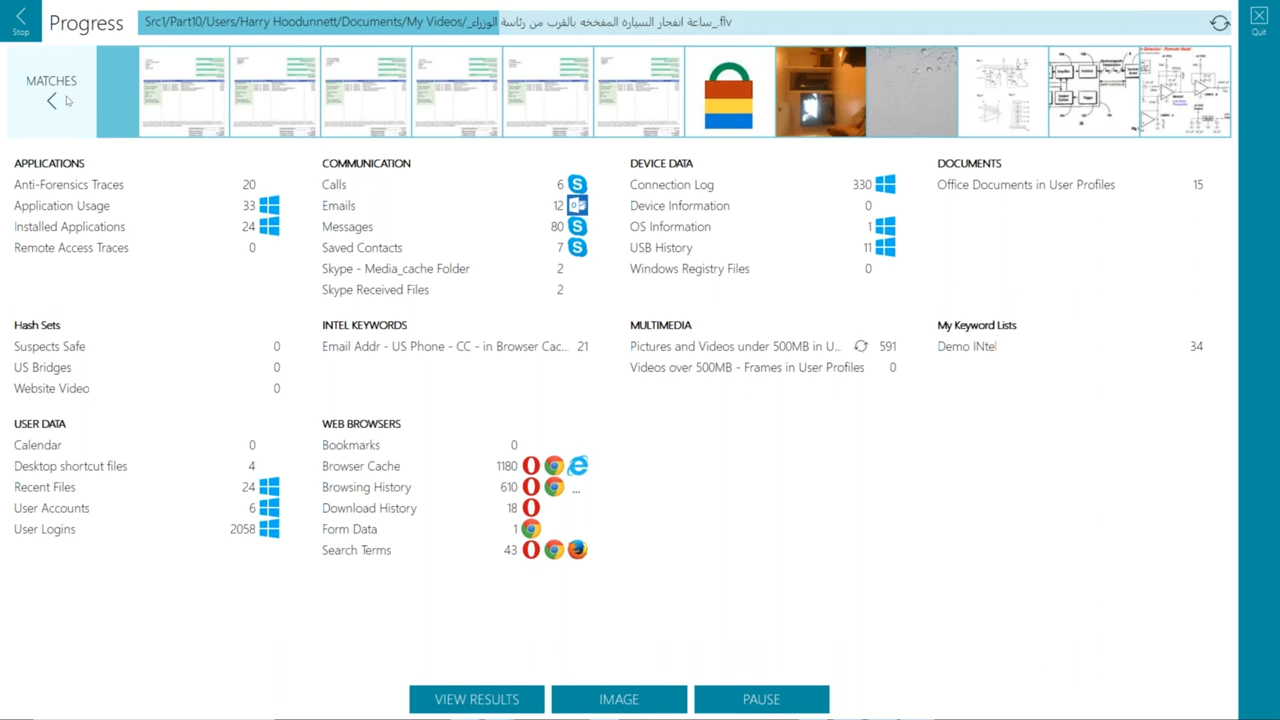 Stop
Progress
Src1/Part10/Users/Harry Hoodunnett/Documents/My Videos/_ساعة انفجار السيارة المفخخه بالقرب من رئاسة الوزراء_.flv
Quit
MATCHES
APPLICATIONS
Anti-Forensics Traces 20
Application Usage 33
Installed Applications 24
Remote Access Traces 0
COMMUNICATION
Calls 6
Emails 12
Messages 80
Saved Contacts 7
Skype - Media_cache Folder 2
Skype Received Files 2
DEVICE DATA
Connection Log 330
Device Information 0
OS Information 1
USB History 11
Windows Registry Files 0
DOCUMENTS
Office Documents in User Profiles 15
Hash Sets
Suspects Safe 0
US Bridges 0
Website Video 0
INTEL KEYWORDS
Email Addr - US Phone - CC - in Browser Cac... 21
MULTIMEDIA
Pictures and Videos under 500MB in U... 591
Videos over 500MB - Frames in User Profiles 0
My Keyword Lists
Demo INtel 34
USER DATA
Calendar 0
Desktop shortcut files 4
Recent Files 24
User Accounts 6
User Logins 2058
WEB BROWSERS
Bookmarks 0
Browser Cache 1180
Browsing History 610 ...
Download History 18
Form Data 1
Search Terms 43
VIEW RESULTS
IMAGE
PAUSE